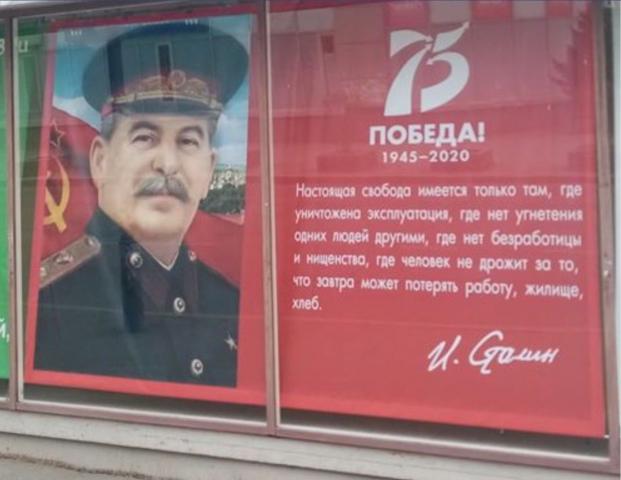 75
ПОБЕДА!
1945–2020
Настоящая свобода имеется только там, где
уничтожена эксплуатация, где нет угнетения
одних людей другими, где нет безработицы
и нищенства, где человек не дрожит за то,
что завтра может потерять работу, жилище,
хлеб.
И. Сталин